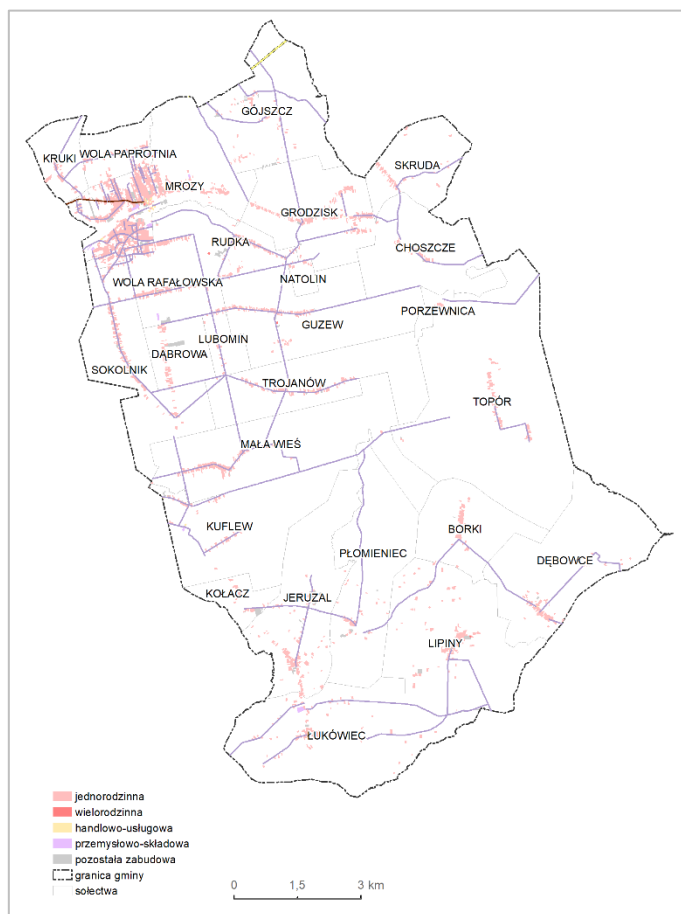 GÓJSZCZ
WOLA PAPROTNIA
KRUKI
SKRUDA
MROZY
GRODZISK
RUDKA
CHOSZCZE
WOLA RAFAŁOWSKA
NATOLIN
PORZEWNICA
GUZEW
LUBOMIN
DĄBROWA
SOKOLNIK
TROJANÓW
TOPÓR
MAŁA WIEŚ
KUFLEW
BORKI
PŁOMIENIEC
DĘBOWCE
KOŁACZ
JERUZAL
LIPINY
ŁUKÓWIEC
jednorodzinna
wielorodzinna
handlowo-usługowa
przemysłowo-składowa
pozostała zabudowa
granica gminy
sołectwa
0 1,5 3 km